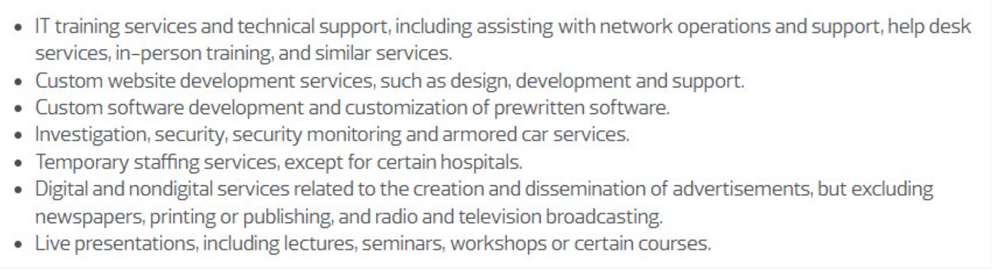 • IT training services and technical support, including assisting with network operations and support, help desk
services, in-person training, and similar services.
• Custom website development services, such as design, development and support.
• Custom software development and customization of prewritten software.
• Investigation, security, security monitoring and armored car services.
• Temporary staffing services, except for certain hospitals.
• Digital and nondigital services related to the creation and dissemination of advertisements, but excluding
newspapers, printing or publishing, and radio and television broadcasting.
• Live presentations, including lectures, seminars, workshops or certain courses.